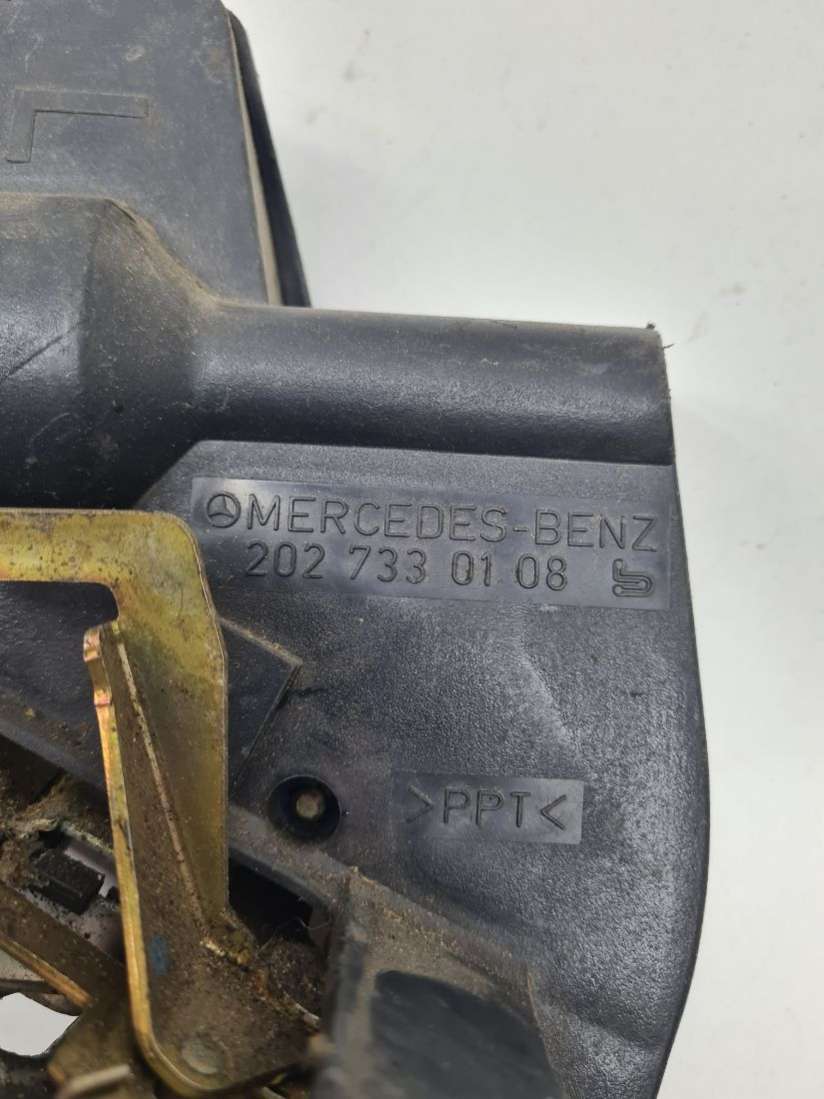 MERCEDES-BENZ
202 733 01 08
>PPT<